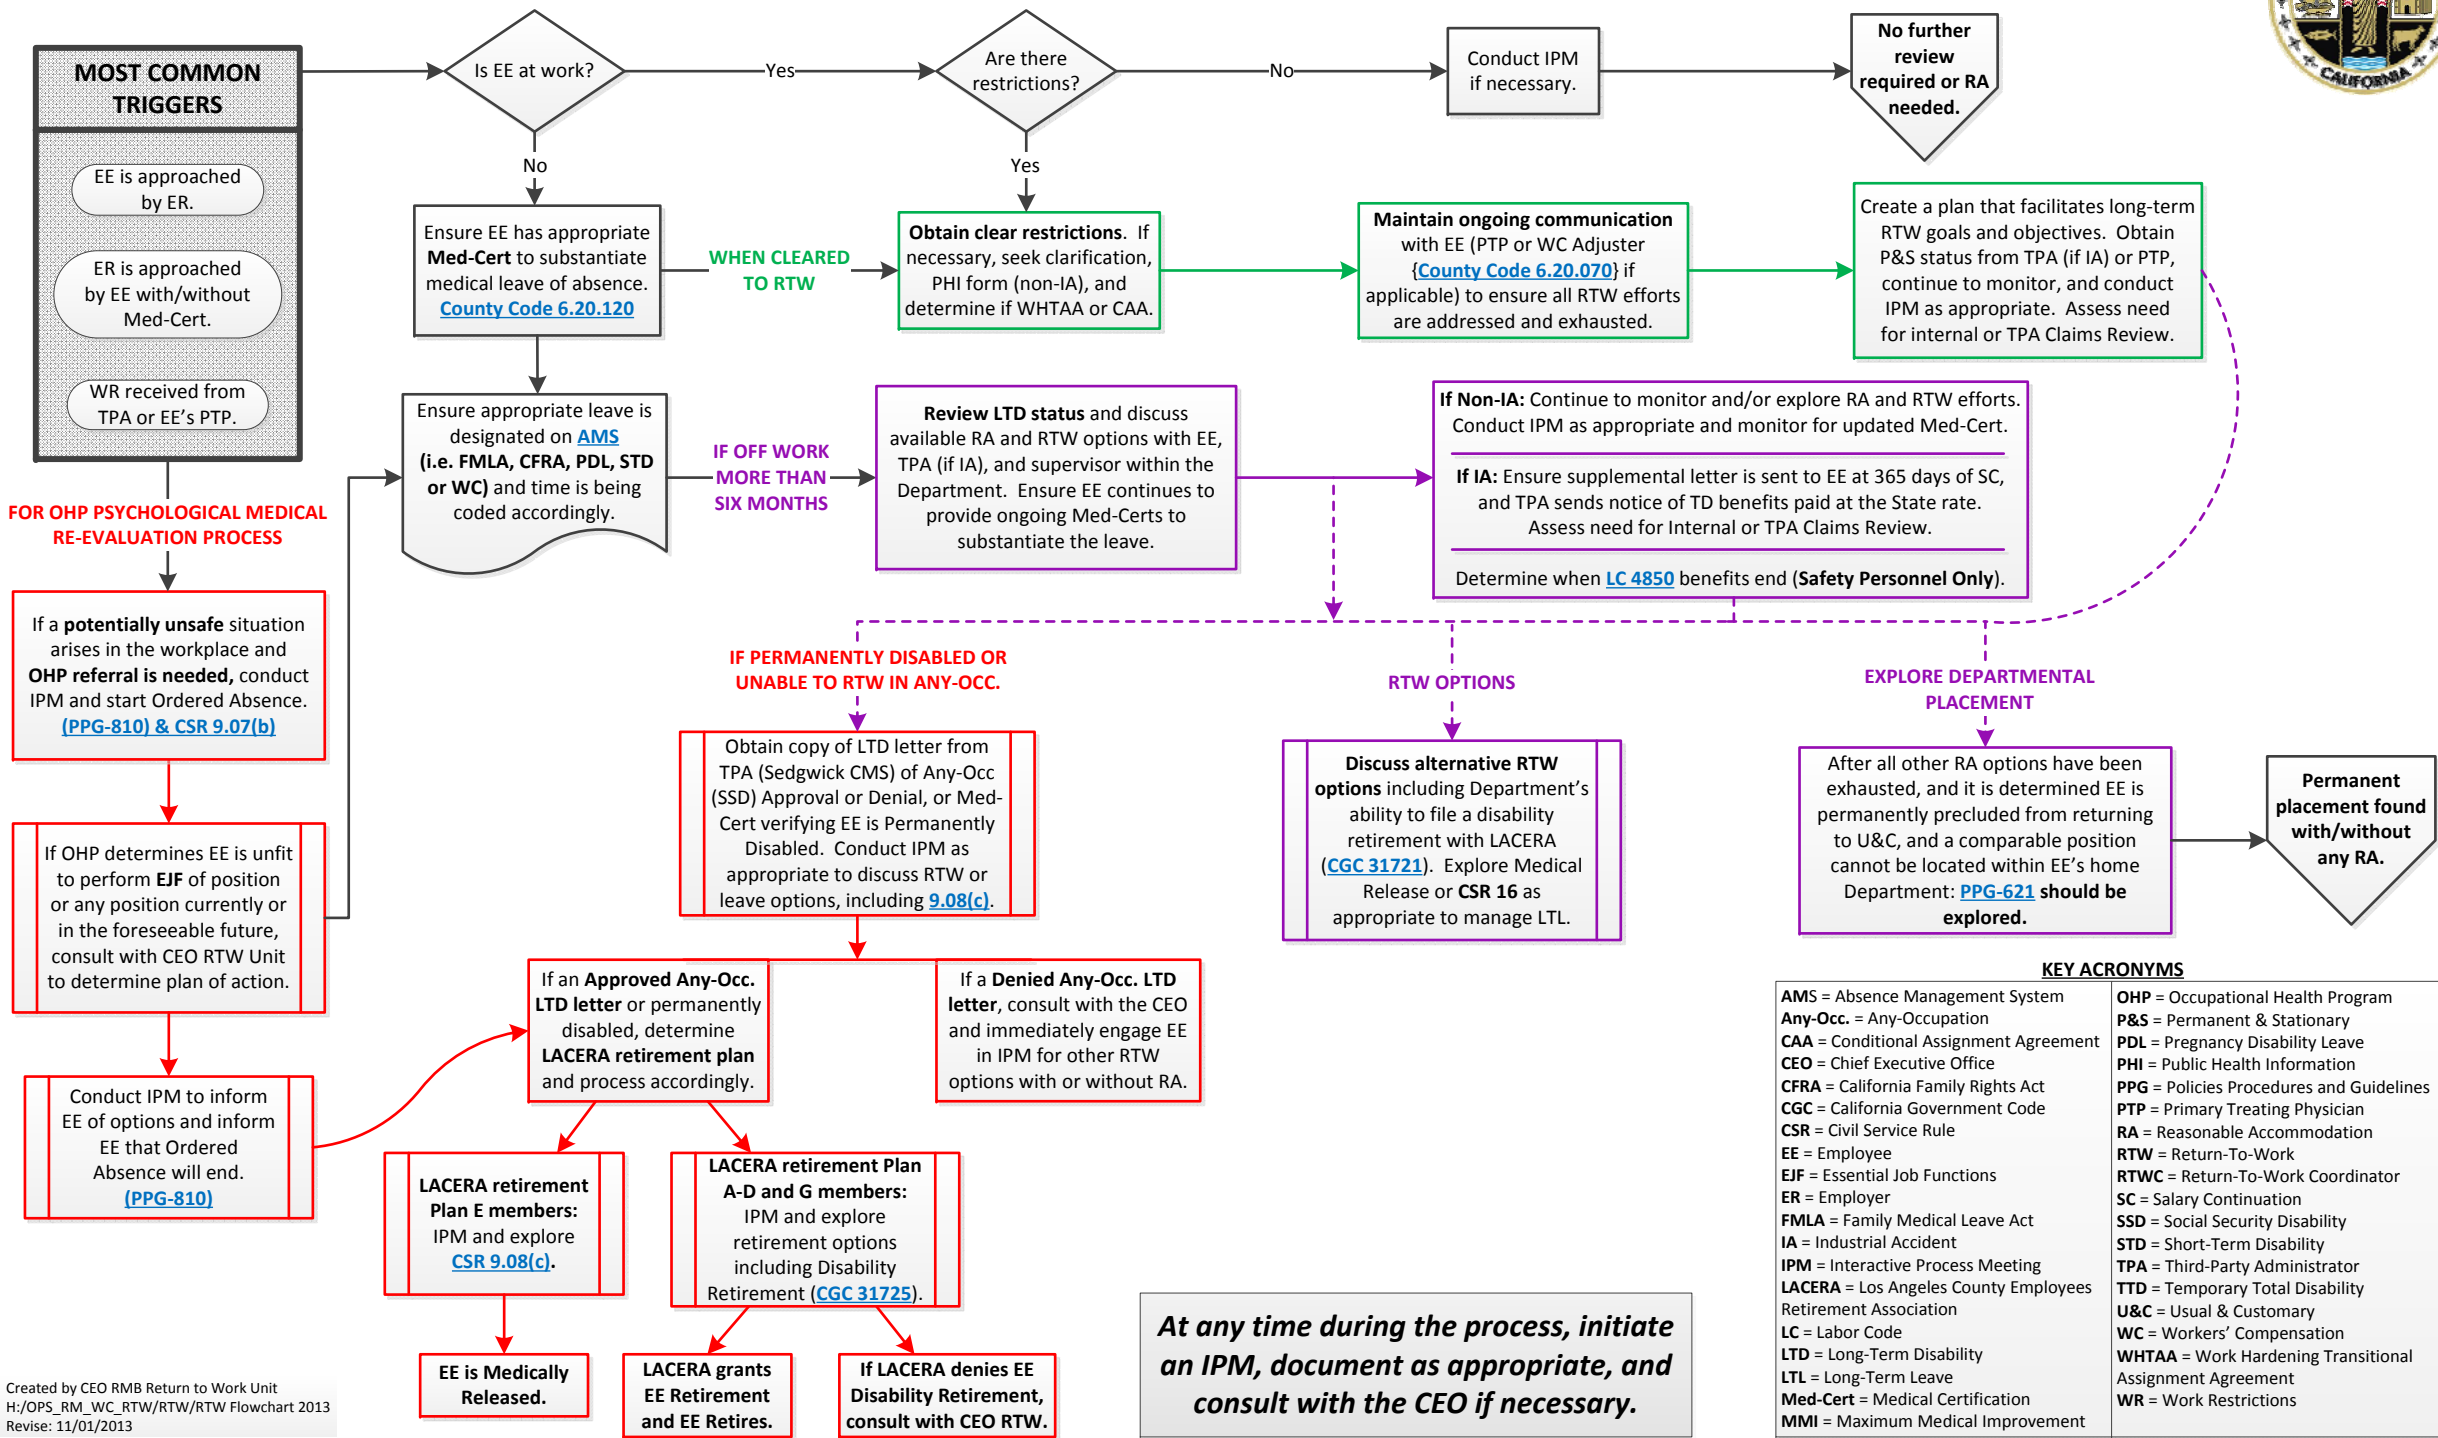 MOST COMMON
TRIGGERS
EE is approached
by ER.
ER is approached
by EE with/without
Med-Cert.
WR received from
TPA or EE's PTP.
Is EE at work?
Yes
Are there
restrictions?
No
Conduct IPM
if necessary.
No further
review
required or RA
needed.
CALIFORNIA
No
Yes
Ensure EE has appropriate
Med-Cert to substantiate
medical leave of absence.
County Code 6.20.120
WHEN CLEARED
TO RTW
Obtain clear restrictions. If
necessary, seek clarification,
PHI form (non-IA), and
determine if WHTAA or CAA.
Maintain ongoing communication
with EE (PTP or WC Adjuster
{County Code 6.20.070} if
applicable) to ensure all RTW efforts
are addressed and exhausted.
Create a plan that facilitates long-term
RTW goals and objectives. Obtain
P&S status from TPA (if IA) or PTP,
continue to monitor, and conduct
IPM as appropriate. Assess need
for internal or TPA Claims Review.
Ensure appropriate leave is
designated on AMS
(i.e. FMLA, CFRA, PDL, STD
or WC) and time is being
coded accordingly.
IF OFF WORK
MORE THAN
SIX MONTHS
Review LTD status and discuss
available RA and RTW options with EE,
TPA (if IA), and supervisor within the
Department. Ensure EE continues to
provide ongoing Med-Certs to
substantiate the leave.
If Non-IA: Continue to monitor and/or explore RA and RTW efforts.
Conduct IPM as appropriate and monitor for updated Med-Cert.
If IA: Ensure supplemental letter is sent to EE at 365 days of SC,
and TPA sends notice of TD benefits paid at the State rate.
Assess need for Internal or TPA Claims Review.
Determine when LC 4850 benefits end (Safety Personnel Only).
FOR OHP PSYCHOLOGICAL MEDICAL
RE-EVALUATION PROCESS
If a potentially unsafe situation
arises in the workplace and
OHP referral is needed, conduct
IPM and start Ordered Absence.
(PPG-810) & CSR 9.07(b)
If OHP determines EE is unfit
to perform EJF of position
or any position currently or
in the foreseeable future,
consult with CEO RTW Unit
to determine plan of action.
Conduct IPM to inform
EE of options and inform
EE that Ordered
Absence will end.
(PPG-810)
IF PERMANENTLY DISABLED OR
UNABLE TO RTW IN ANY-OCC.
Obtain copy of LTD letter from
TPA (Sedgwick CMS) of Any-Occ
(SSD) Approval or Denial, or Med-
Cert verifying EE is Permanently
Disabled. Conduct IPM as
appropriate to discuss RTW or
leave options, including 9.08(c).
RTW OPTIONS
Discuss alternative RTW
options including Department's
ability to file a disability
retirement with LACERA
(CGC 31721). Explore Medical
Release or CSR 16 as
appropriate to manage LTL.
EXPLORE DEPARTMENTAL
PLACEMENT
After all other RA options have been
exhausted, and it is determined EE is
permanently precluded from returning
to U&C, and a comparable position
cannot be located within EE's home
Department: PPG-621 should be
explored.
Permanent
placement found
with/without
any RA.
If an Approved Any-Occ.
LTD letter or permanently
disabled, determine
LACERA retirement plan
and process accordingly.
If a Denied Any-Occ. LTD
letter, consult with the CEO
and immediately engage EE
in IPM for other RTW
options with or without RA.
LACERA retirement
Plan E members:
IPM and explore
CSR 9.08(c).
LACERA retirement Plan
A-D and G members:
IPM and explore
retirement options
including Disability
Retirement (CGC 31725).
EE is Medically
Released.
LACERA grants
EE Retirement
and EE Retires.
If LACERA denies EE
Disability Retirement,
consult with CEO RTW.
At any time during the process, initiate
an IPM, document as appropriate, and
consult with the CEO if necessary.
KEY ACRONYMS
AMS = Absence Management System
Any-Occ. = Any-Occupation
CAA = Conditional Assignment Agreement
CEO = Chief Executive Office
CFRA = California Family Rights Act
CGC = California Government Code
CSR = Civil Service Rule
EE = Employee
EJF = Essential Job Functions
ER = Employer
FMLA = Family Medical Leave Act
IA = Industrial Accident
IPM = Interactive Process Meeting
LACERA = Los Angeles County Employees
Retirement Association
LC = Labor Code
LTD = Long-Term Disability
LTL = Long-Term Leave
Med-Cert = Medical Certification
MMI = Maximum Medical Improvement
OHP = Occupational Health Program
P&S = Permanent & Stationary
PDL = Pregnancy Disability Leave
PHI = Public Health Information
PPG = Policies Procedures and Guidelines
PTP = Primary Treating Physician
RA = Reasonable Accommodation
RTW = Return-To-Work
RTWC = Return-To-Work Coordinator
SC = Salary Continuation
SSD = Social Security Disability
STD = Short-Term Disability
TPA = Third-Party Administrator
TTD = Temporary Total Disability
U&C = Usual & Customary
WC = Workers' Compensation
WHTAA = Work Hardening Transitional
Assignment Agreement
WR = Work Restrictions
Created by CEO RMB Return to Work Unit
H:/OPS_RM_WC_RTW/RTW/RTW Flowchart 2013
Revise: 11/01/2013